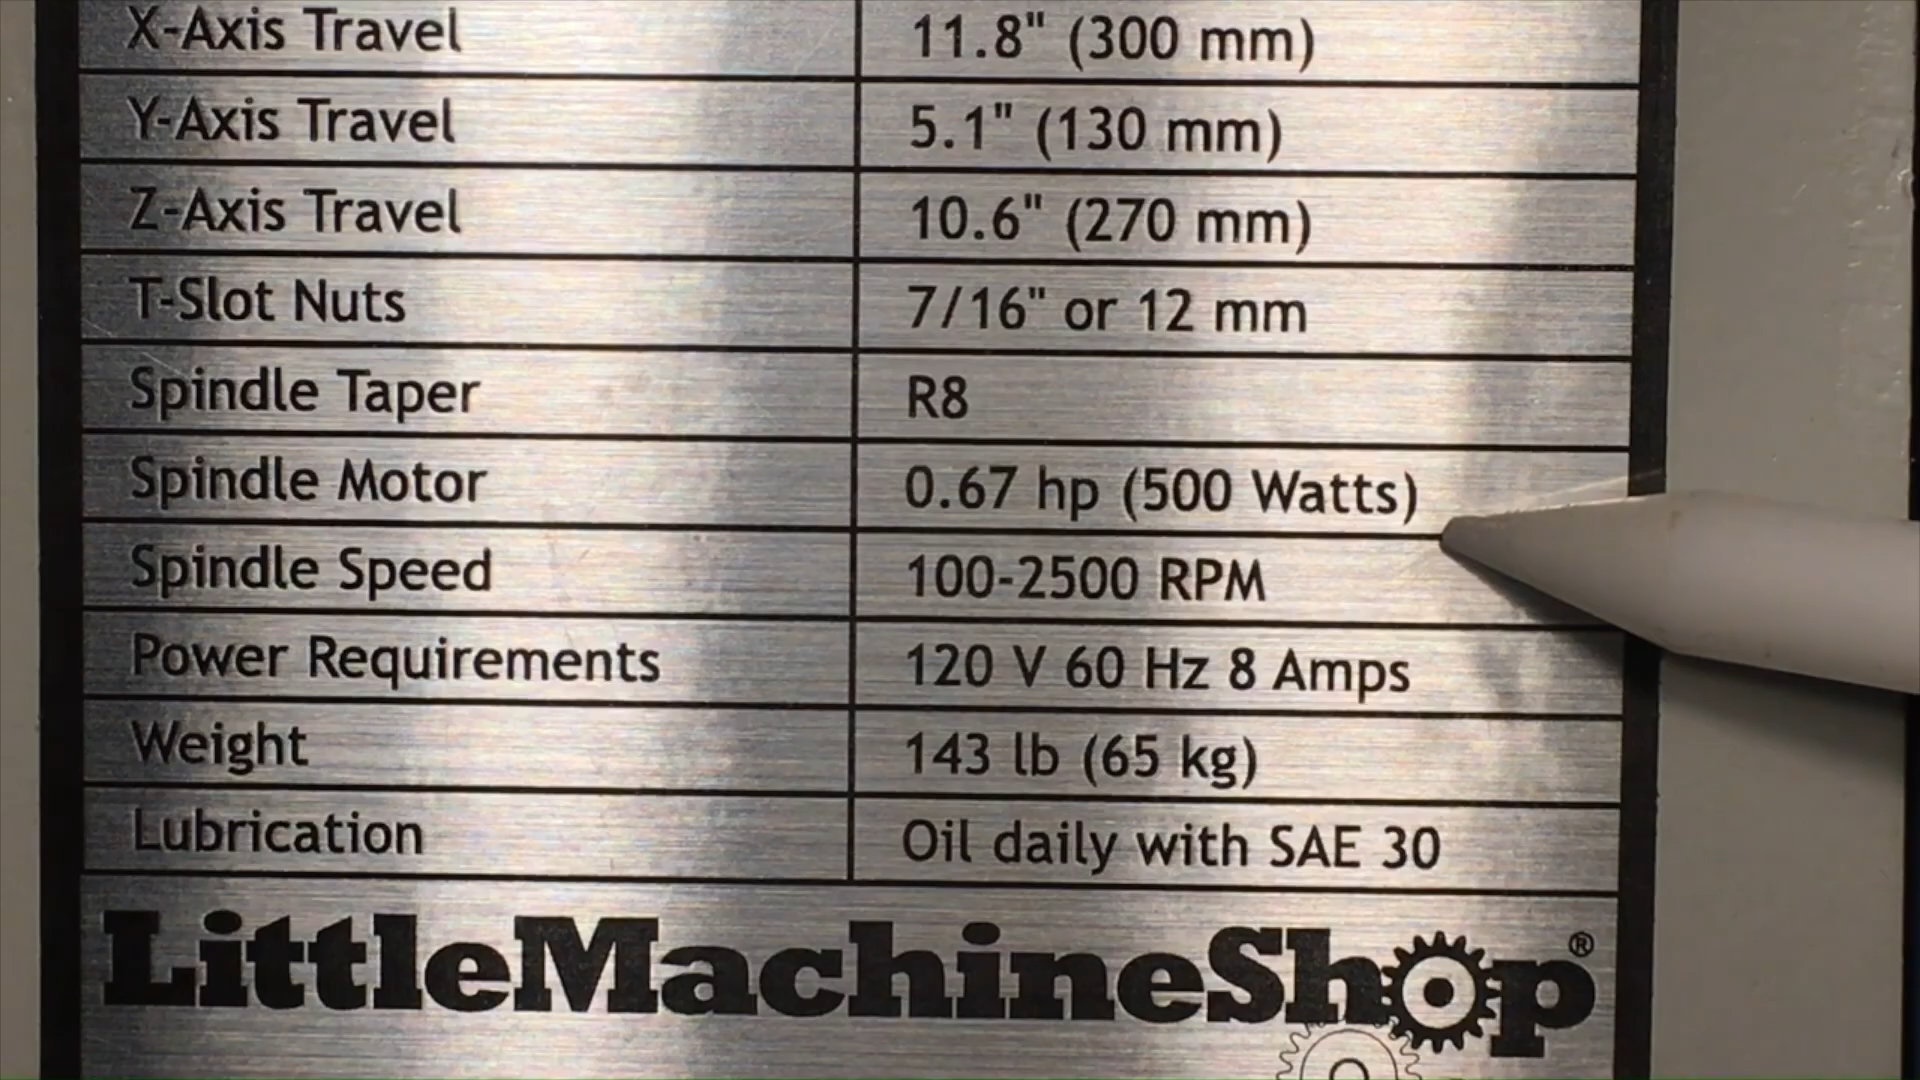 X-Axis Travel 11.8" (300 mm)
Y-Axis Travel 5.1" (130 mm)
Z-Axis Travel 10.6" (270 mm)
T-Slot Nuts 7/16" or 12 mm
Spindle Taper R8
Spindle Motor 0.67 hp (500 Watts)
Spindle Speed 100-2500 RPM
Power Requirements 120 V 60 Hz 8 Amps
Weight 143 lb (65 kg)
Lubrication Oil daily with SAE 30
LittleMachineShop®